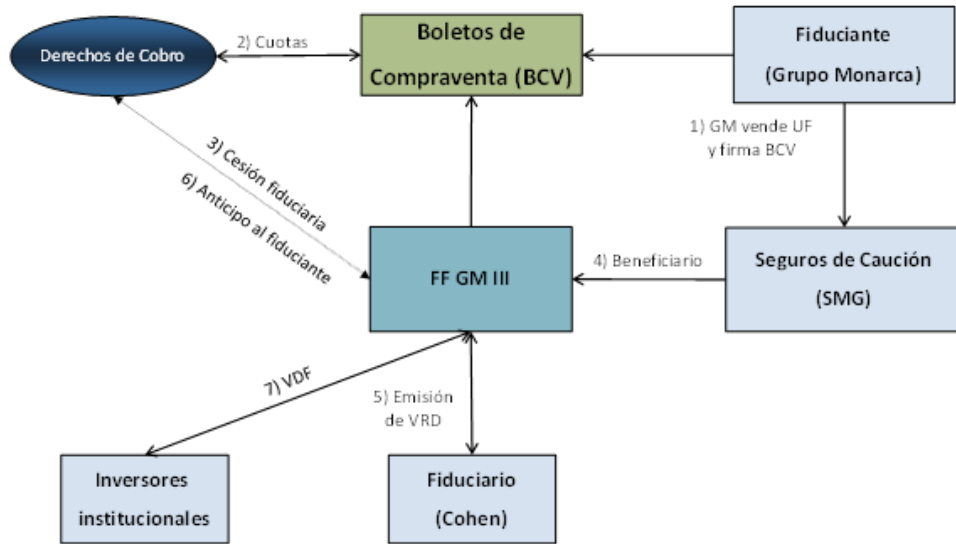 Derechos de Cobro
2) Cuotas
Boletos de
Compraventa (BCV)
Fiduciante
(Grupo Monarca)
1) GM vende UF
y firma BCV
3) Cesión fiduciaria
6) Anticipo al fiduciante
FF GM III
4) Beneficiario
Seguros de Caución
(SMG)
7) VDF
5) Emisión
de VRD
Inversores
institucionales
Fiduciario
(Cohen)